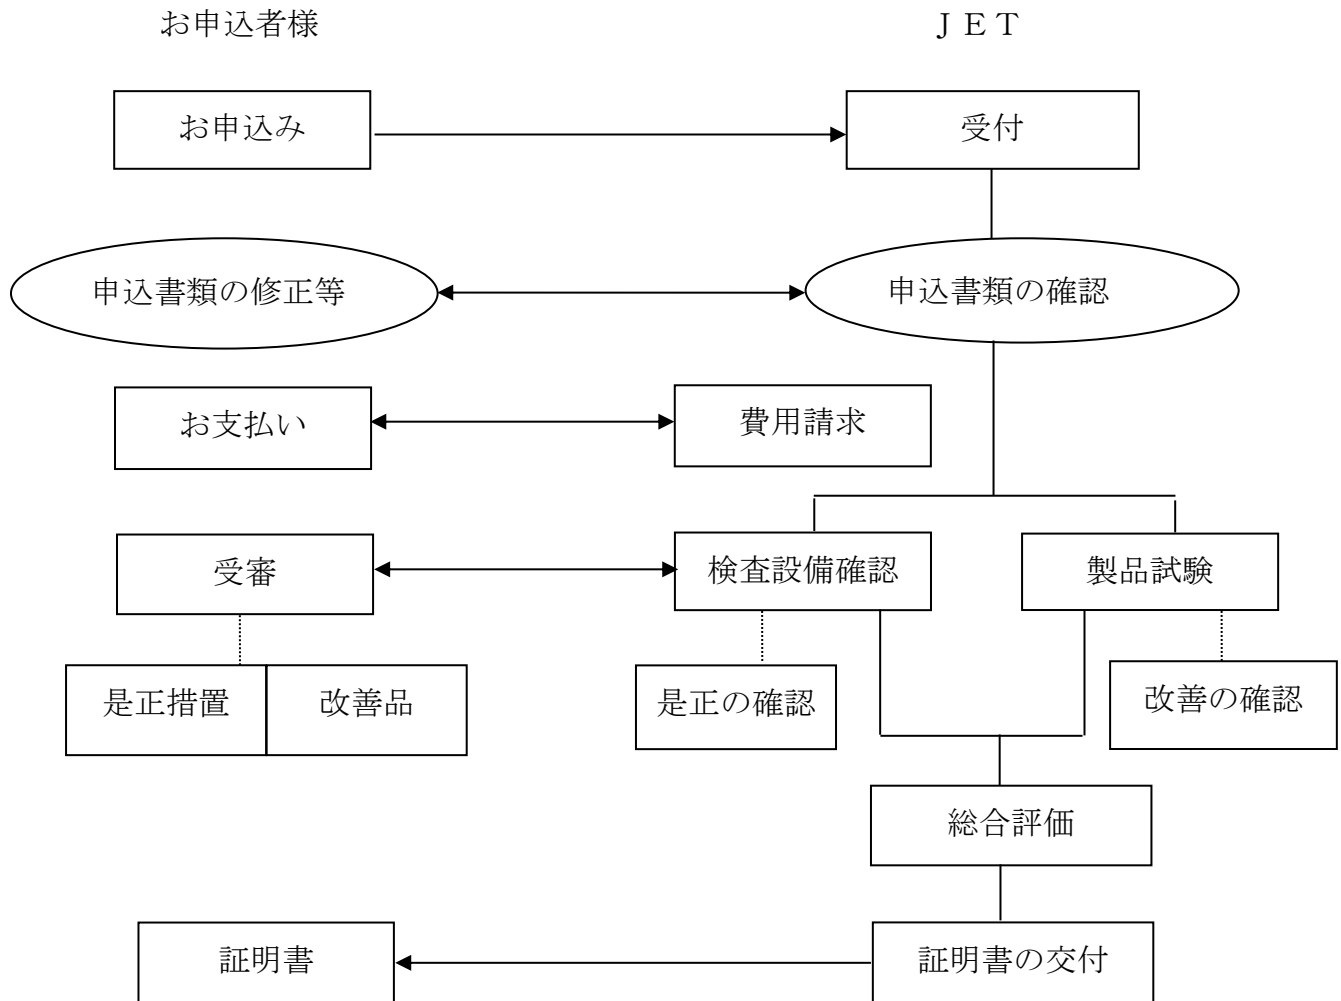 お申込者様
ＪＥＴ
お申込み
受付
申込書類の修正等
申込書類の確認
お支払い
費用請求
受審
検査設備確認
製品試験
是正措置
改善品
是正の確認
改善の確認
総合評価
証明書
証明書の交付